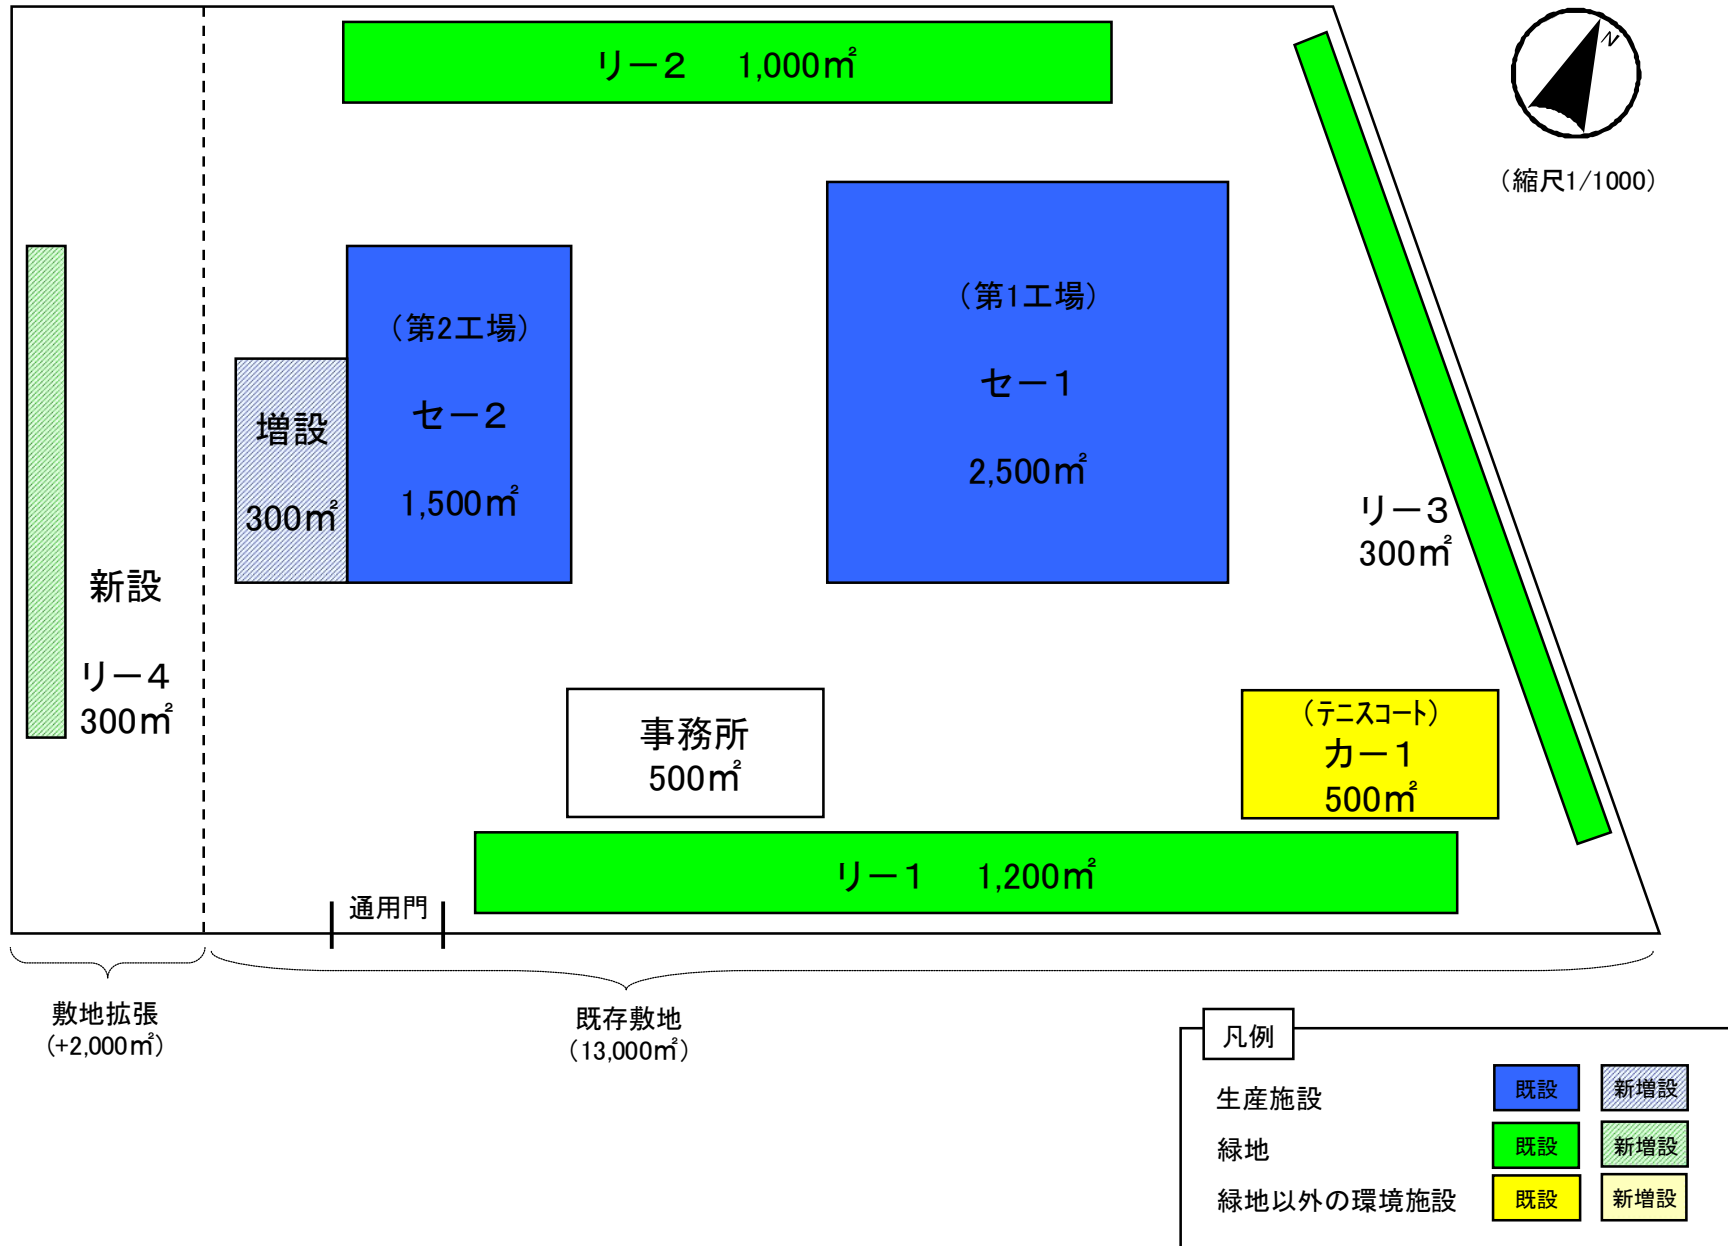 リー２　1,000㎡
N
（縮尺1/1000）
（第1工場）
セー１
2,500㎡
（第2工場）
セー２
1,500㎡
増設
300㎡
リー３
300㎡
新設
リー４
300㎡
事務所
500㎡
（テニスコート）
カー１
500㎡
リー１　1,200㎡
通用門
敷地拡張
（+2,000㎡）
既存敷地
（13,000㎡）
凡例
生産施設　既設　新増設
緑地　既設　新増設
緑地以外の環境施設　既設　新増設